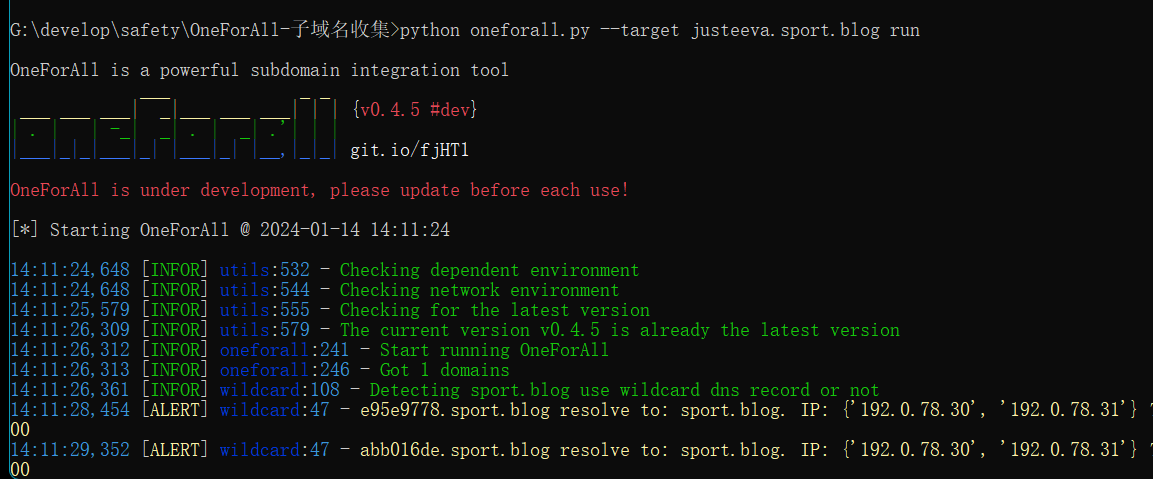 G:\develop\safety\OneForAll-子域名收集>python oneforall.py --target justeeva.sport.blog run
OneForAll is a powerful subdomain integration tool
{v0.4.5 #dev}
git.io/fjHT1
OneForAll is under development, please update before each use!
[*] Starting OneForAll @ 2024-01-14 14:11:24
14:11:24,648 [INFOR] utils:532 - Checking dependent environment
14:11:24,648 [INFOR] utils:544 - Checking network environment
14:11:25,579 [INFOR] utils:555 - Checking for the latest version
14:11:26,309 [INFOR] utils:579 - The current version v0.4.5 is already the latest version
14:11:26,312 [INFOR] oneforall:241 - Start running OneForAll
14:11:26,313 [INFOR] oneforall:246 - Got 1 domains
14:11:26,361 [INFOR] wildcard:108 - Detecting sport.blog use wildcard dns record or not
14:11:28,454 [ALERT] wildcard:47 - e95e9778.sport.blog resolve to: sport.blog. IP: {'192.0.78.30', '192.0.78.31'}
00
14:11:29,352 [ALERT] wildcard:47 - abb016de.sport.blog resolve to: sport.blog. IP: {'192.0.78.30', '192.0.78.31'}
00